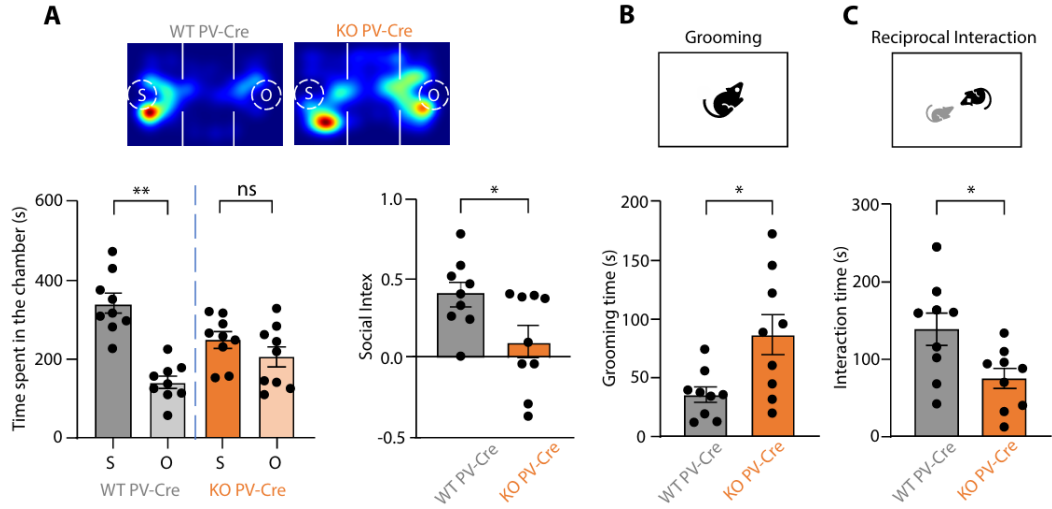 A
WT PV-Cre
KO PV-Cre
S
O
S
O
Time spent in the chamber (s)
600
400
200
0
**
ns
S
O
S
O
WT PV-Cre
KO PV-Cre
Social Intex
1.0
0.5
0.0
-0.5
*
WT PV-Cre
KO PV-Cre
B
Grooming
Grooming time (s)
200
150
100
50
0
*
WT PV-Cre
KO PV-Cre
C
Reciprocal Interaction
Interaction time (s)
300
200
100
0
*
WT PV-Cre
KO PV-Cre